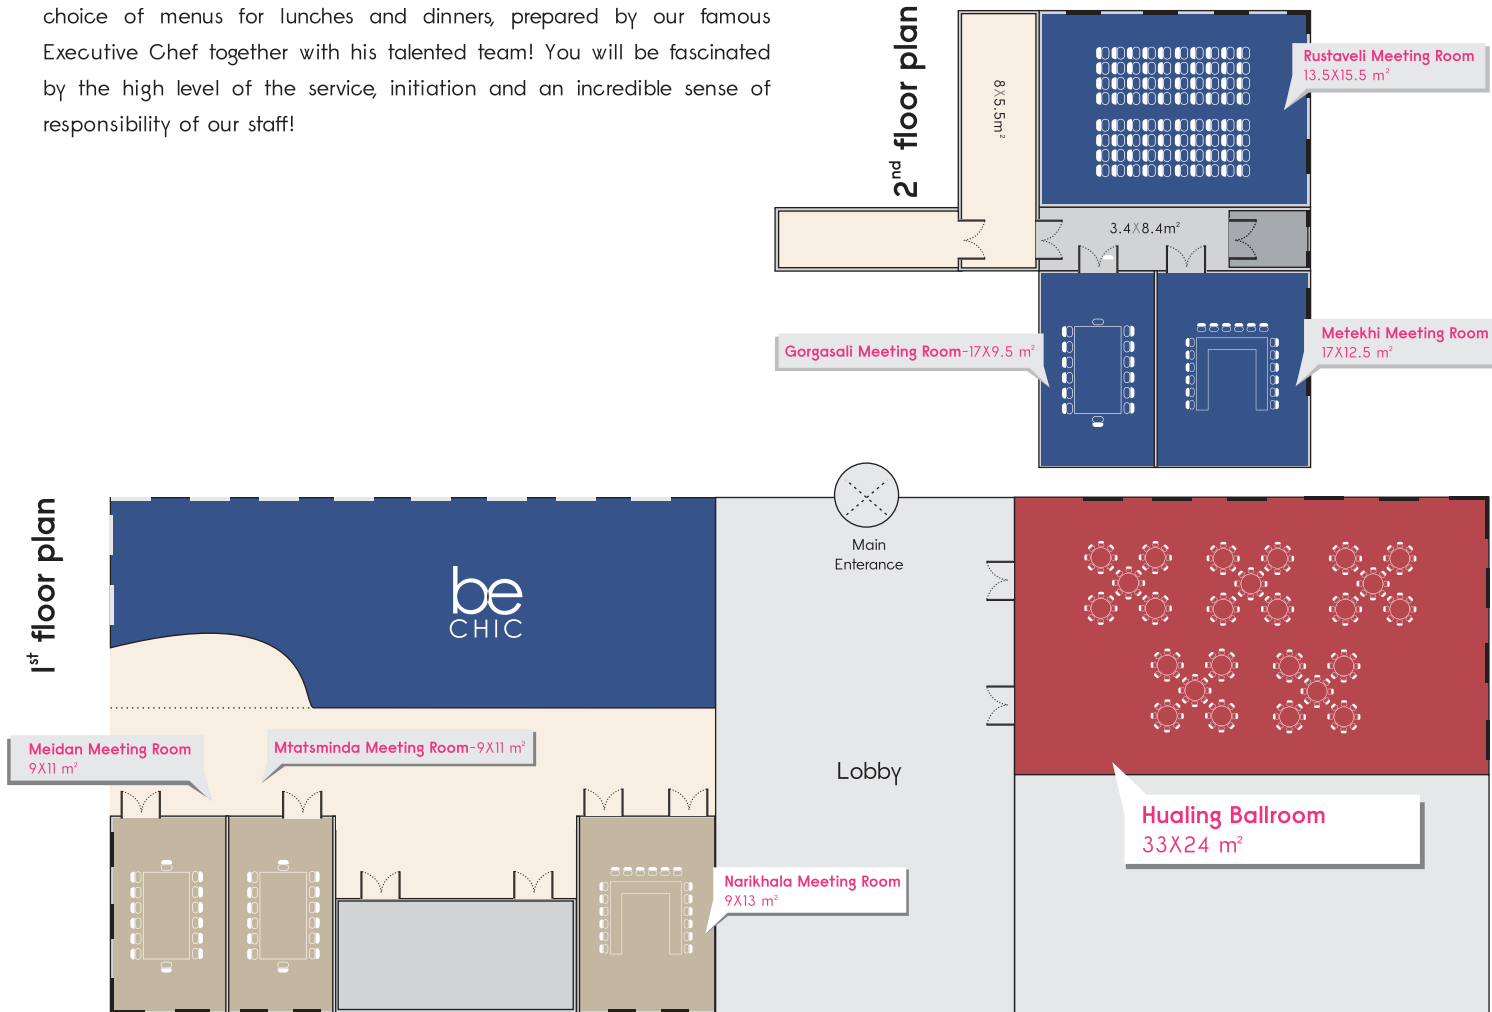 choice of menus for lunches and dinners, prepared by our famous
Executive Chef together with his talented team! You will be fascinated
by the high level of the service, initiation and an incredible sense of
responsibility of our staff!
2nd floor plan
8X5.5m²
Rustaveli Meeting Room
13.5X15.5 m²
3.4X8.4m²
Gorgasali Meeting Room-17X9.5 m²
Metekhi Meeting Room
17X12.5 m²
1st floor plan
be
CHIC
Main
Enterance
Meidan Meeting Room
9X11 m²
Mtatsminda Meeting Room-9X11 m²
Lobby
Hualing Ballroom
33X24 m²
Narikhala Meeting Room
9X13 m²